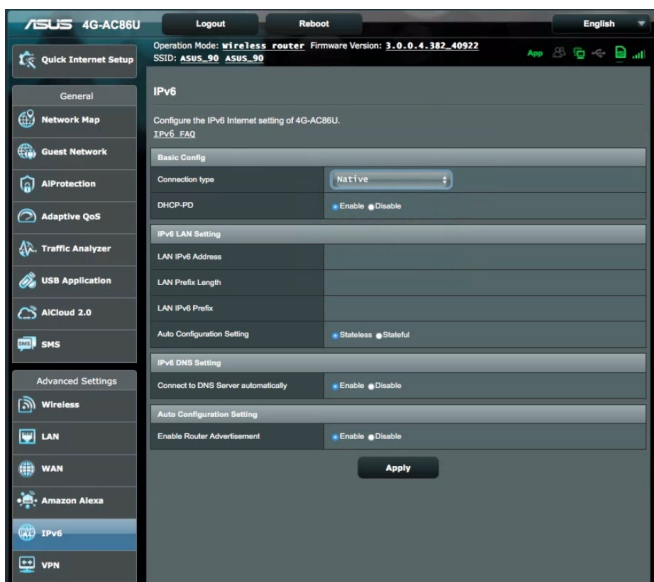 ASUS 4G-AC86U
Logout
Reboot
English
Quick Internet Setup
Operation Mode: Wireless router Firmware Version: 3.0.0.4.382_40922
SSID: ASUS_90 ASUS_90
App
General
Network Map
Guest Network
AiProtection
Adaptive QoS
Traffic Analyzer
USB Application
AiCloud 2.0
SMS
SMS
Advanced Settings
Wireless
LAN
WAN
Amazon Alexa
IPv6
VPN
IPv6
Configure the IPv6 Internet setting of 4G-AC86U.
IPv6 FAQ
Basic Config
Connection type Native
DHCP-PD Enable Disable
IPv6 LAN Setting
LAN IPv6 Address
LAN Prefix Length
LAN IPv6 Prefix
Auto Configuration Setting Stateless Stateful
IPv6 DNS Setting
Connect to DNS Server automatically Enable Disable
Auto Configuration Setting
Enable Router Advertisement Enable Disable
Apply